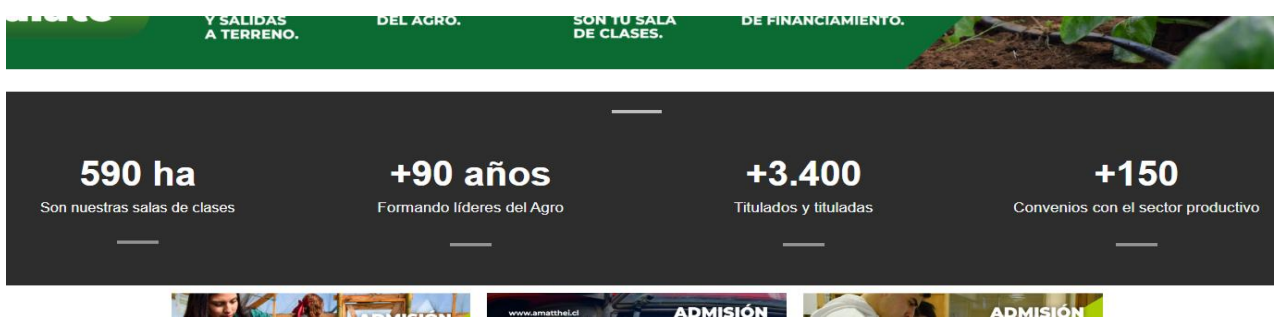 Y SALIDAS
A TERRENO.
DEL AGRO.
SON TU SALA
DE CLASES.
DE FINANCIAMIENTO.
590 ha
Son nuestras salas de clases
+90 años
Formando líderes del Agro
+3.400
Titulados y tituladas
+150
Convenios con el sector productivo
ADMISIÓN
www.amatthei.cl
ADMISIÓN
ADMISIÓN